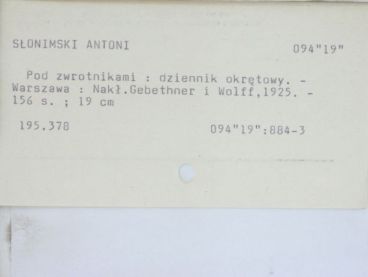 SŁONIMSKI ANTONI 094"19"
Pod zwrotnikami : dziennik okrętowy. -
Warszawa : Nakł.Gebethner i Wolff,1925. -
156 s. ; 19 cm
195.378 094"19":884-3